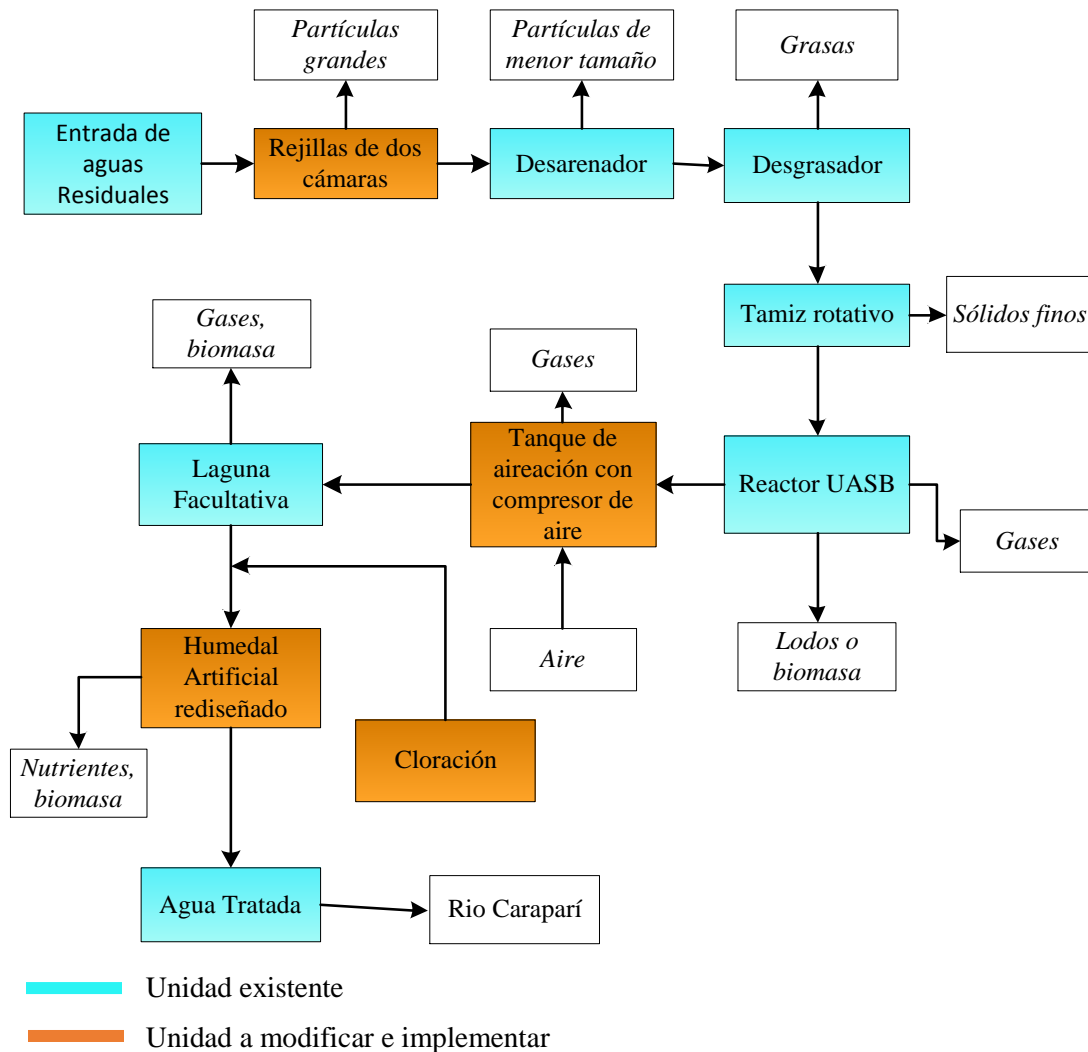 Partículas
grandes
Partículas de
menor tamaño
Grasas
Entrada de
aguas
Residuales
Rejillas de dos
cámaras
Desarenador
Desgrasador
Tamiz rotativo
Sólidos finos
Gases,
biomasa
Gases
Laguna
Facultativa
Tanque de
aireación con
compresor de
aire
Reactor UASB
Gases
Humedal
Artificial
rediseñado
Aire
Lodos o
biomasa
Nutrientes,
biomasa
Cloración
Agua Tratada
Rio Caraparí
Unidad existente
Unidad a modificar e implementar